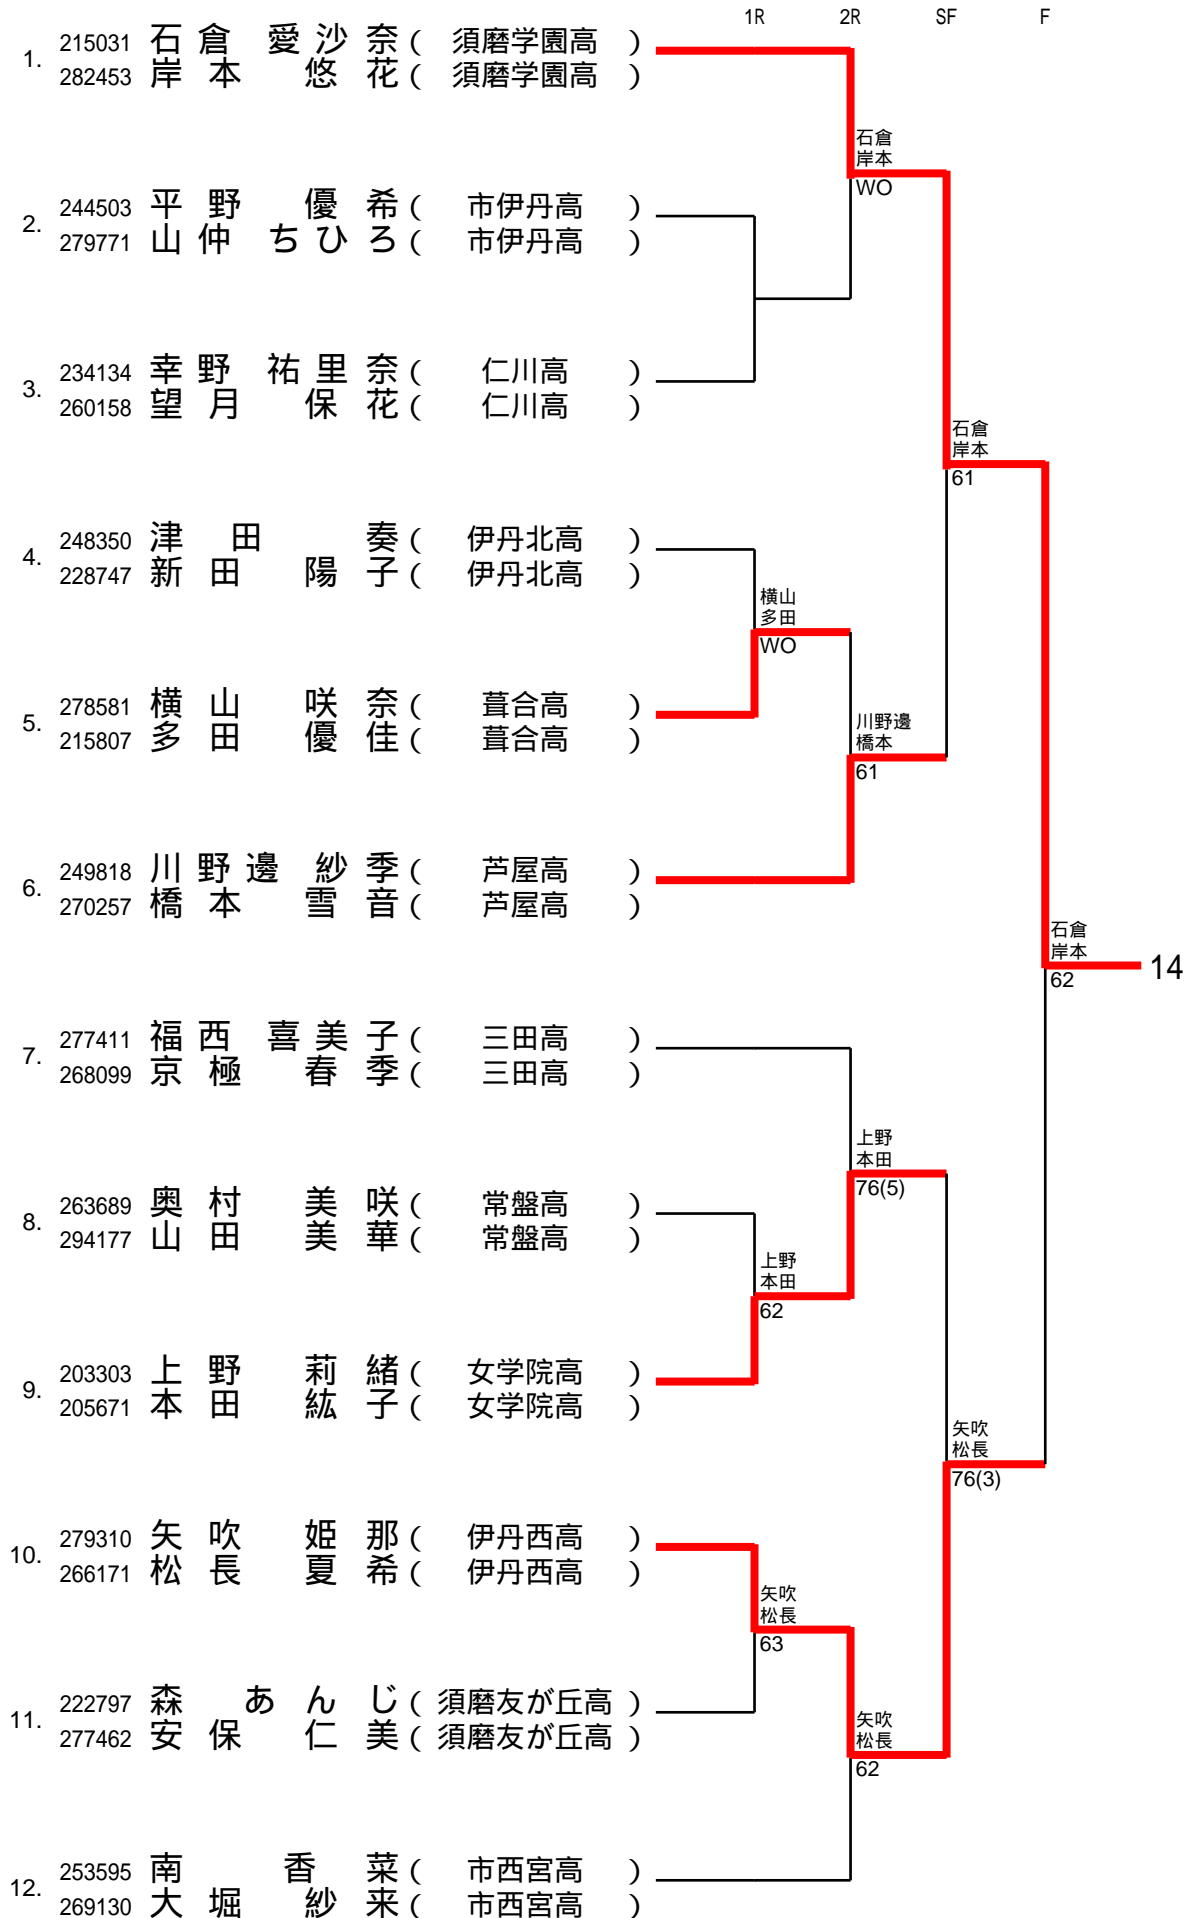 1R 2R SF F
1. 215031 石倉 愛沙奈 ( 須磨学園高 )
282453 岸本 悠花 ( 須磨学園高 )
石倉
岸本
WO
2. 244503 平野 優希 ( 市伊丹高 )
279771 山仲 ちひろ ( 市伊丹高 )
3. 234134 幸野 祐里奈 ( 仁川高 )
260158 望月 保花 ( 仁川高 )
石倉
岸本
61
4. 248350 津田 奏 ( 伊丹北高 )
228747 新田 陽子 ( 伊丹北高 )
横山
多田
WO
5. 278581 横山 咲奈 ( 葺合高 )
215807 多田 優佳 ( 葺合高 )
川野邊
橋本
61
6. 249818 川野邊 紗季 ( 芦屋高 )
270257 橋本 雪音 ( 芦屋高 )
石倉
岸本
62
14
7. 277411 福西 喜美子 ( 三田高 )
268099 京極 春季 ( 三田高 )
上野
本田
76(5)
8. 263689 奥村 美咲 ( 常盤高 )
294177 山田 美華 ( 常盤高 )
上野
本田
62
9. 203303 上野 莉緒 ( 女学院高 )
205671 本田 紘子 ( 女学院高 )
矢吹
松長
76(3)
10. 279310 矢吹 姫那 ( 伊丹西高 )
266171 松長 夏希 ( 伊丹西高 )
矢吹
松長
63
11. 222797 森 あんじ ( 須磨友が丘高 )
277462 安保 仁美 ( 須磨友が丘高 )
矢吹
松長
62
12. 253595 南 香菜 ( 市西宮高 )
269130 大堀 紗来 ( 市西宮高 )